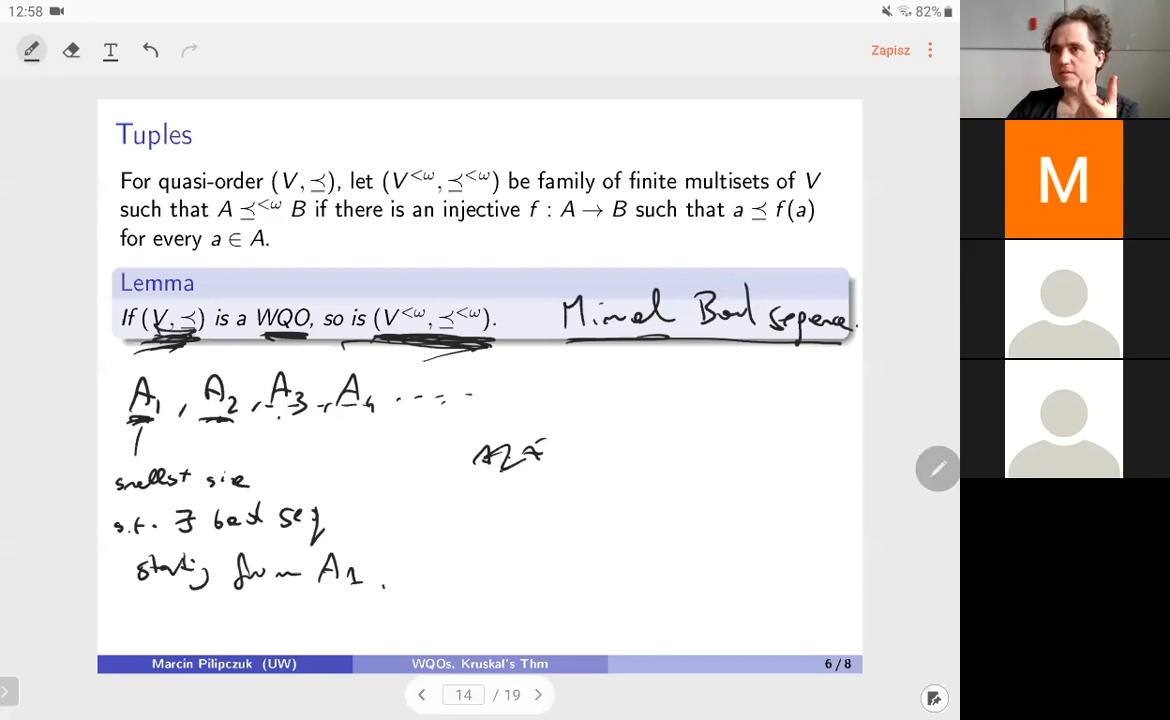 12:58
82%
T
Zapisz
Tuples
For quasi-order (V, ⪯), let (V^{<ω}, ⪯^{<ω}) be family of finite multisets of V
such that A ⪯^{<ω} B if there is an injective f : A → B such that a ⪯ f(a)
for every a ∈ A.
Lemma
If (V, ⪯) is a WQO, so is (V^{<ω}, ⪯^{<ω}).
Minimal Bad sequence.
A₁, A₂, A₃, A₄ . . . . .
smallest size
s.t. ∃ bad seq
starting from A₁.
Marcin Pilipczuk (UW) WQOs, Kruskal's Thm 6 / 8
14 / 19
M